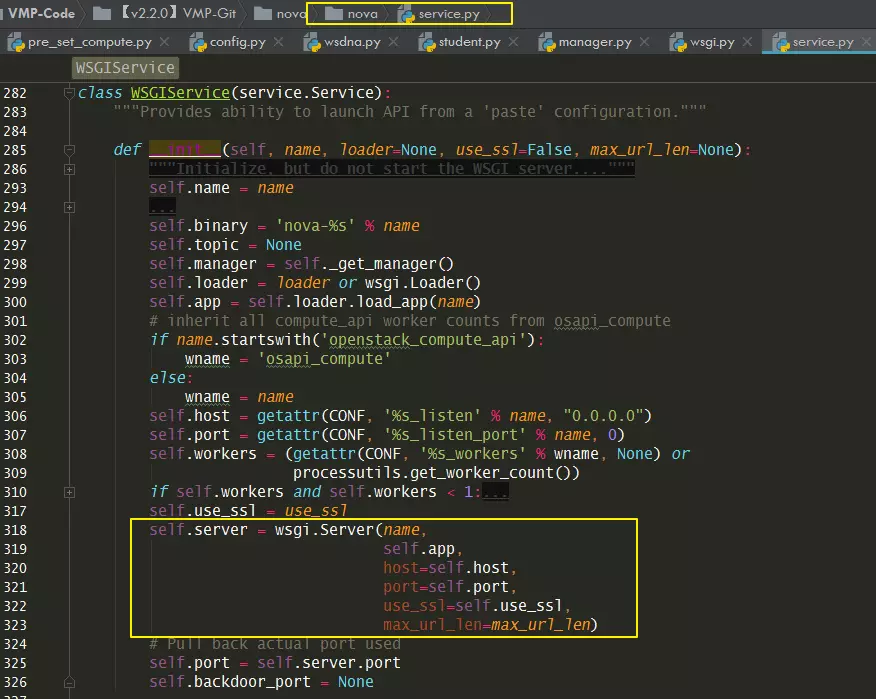 VMP-Code 【v2.2.0】VMP-Git nova nova service.py
pre_set_compute.py config.py wsdna.py student.py manager.py wsgi.py service.py
WSGIService
282 class WSGIService(service.Service):
283 """Provides ability to launch API from a 'paste' configuration."""
284
285 def __init__(self, name, loader=None, use_ssl=False, max_url_len=None):
286 """Initialize, but do not start the WSGI server...."""
293 self.name = name
294 ...
296 self.binary = 'nova-%s' % name
297 self.topic = None
298 self.manager = self._get_manager()
299 self.loader = loader or wsgi.Loader()
300 self.app = self.loader.load_app(name)
301 # inherit all compute_api worker counts from osapi_compute
302 if name.startswith('openstack_compute_api'):
303 wname = 'osapi_compute'
304 else:
305 wname = name
306 self.host = getattr(CONF, '%s_listen' % name, "0.0.0.0")
307 self.port = getattr(CONF, '%s_listen_port' % name, 0)
308 self.workers = (getattr(CONF, '%s_workers' % wname, None) or
309 processutils.get_worker_count())
310 if self.workers and self.workers < 1:...
317 self.use_ssl = use_ssl
318 self.server = wsgi.Server(name,
319 self.app,
320 host=self.host,
321 port=self.port,
322 use_ssl=self.use_ssl,
323 max_url_len=max_url_len)
324 # Pull back actual port used
325 self.port = self.server.port
326 self.backdoor_port = None